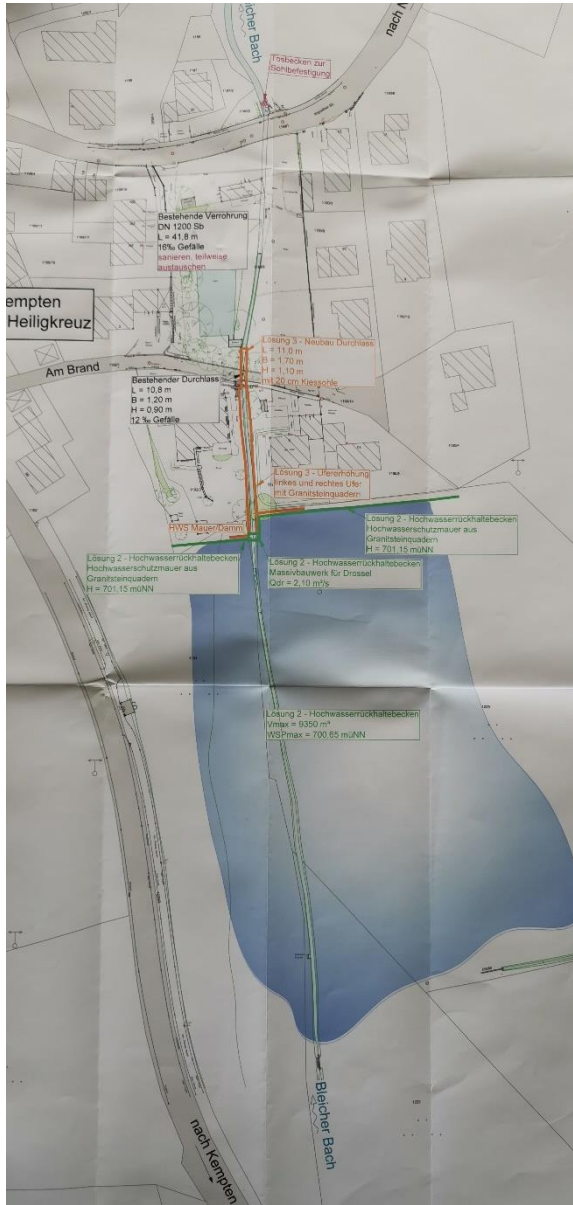 Bleicher Bach
nach
Tosbecken zur
Sohlbefestigung
Bestehende Verrohrung
DN 1200 Sb
L = 41,8 m
16‰ Gefälle
sanieren, teilweise
austauschen
empten
Heiligkreuz
Am Brand
Lösung 3 - Neubau Durchlass
L = 11,0 m
B = 1,70 m
H = 1,10 m
mit 20 cm Kiessohle
Bestehender Durchlass
L = 10,8 m
B = 1,20 m
H = 0,90 m
12 ‰ Gefälle
Lösung 3 - Ufererhöhung
linkes und rechtes Ufer
mit Granitsteinquadern
HWS Mauer/Damm
Lösung 2 - Hochwasserrückhaltebecken
Hochwasserschutzmauer aus
Granitsteinquadern
H = 701,15 müNN
Lösung 2 - Hochwasserrückhaltebecken
Massivbauwerk für Drossel
Qdr = 2,10 m³/s
Lösung 2 - Hochwasserrückhaltebecken
Hochwasserschutzmauer aus
Granitsteinquadern
H = 701,15 müNN
Lösung 2 - Hochwasserrückhaltebecken
Vmax = 9350 m³
WSPmax = 700,65 müNN
Bleicher Bach
nach Kempten